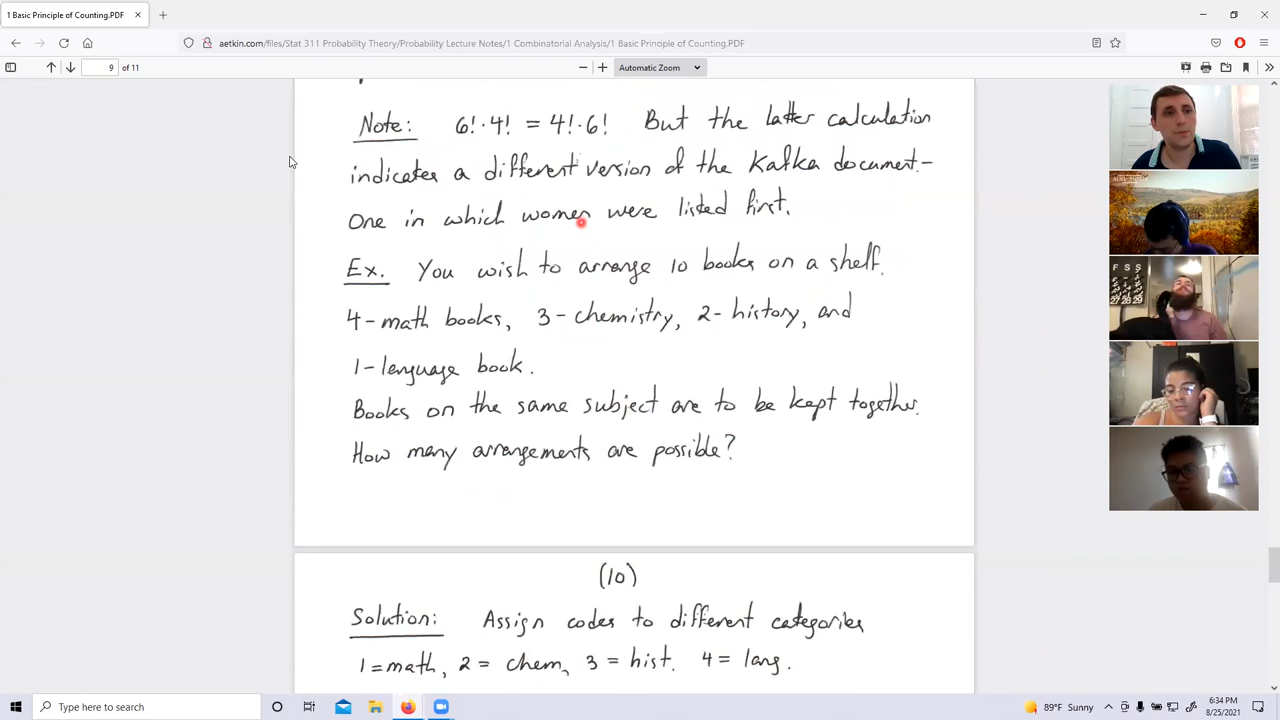 1 Basic Principle of Counting.PDF
aetkin.com/files/Stat 311 Probability Theory/Probability Lecture Notes/1 Combinatorial Analysis/1 Basic Principle of Counting.PDF
9 of 11
Automatic Zoom
Note: 6!·4! = 4!·6! But the latter calculation
indicates a different version of the Kafka document-
One in which women were listed first.
Ex. You wish to arrange 10 books on a shelf.
4-math books, 3-chemistry, 2-history, and
1-language book.
Books on the same subject are to be kept together.
How many arrangements are possible?
(10)
Solution: Assign codes to different categories
1=math, 2= chem, 3 = hist. 4 = lang.
F S S
27 28 29
Type here to search
89°F Sunny
6:34 PM
8/25/2021